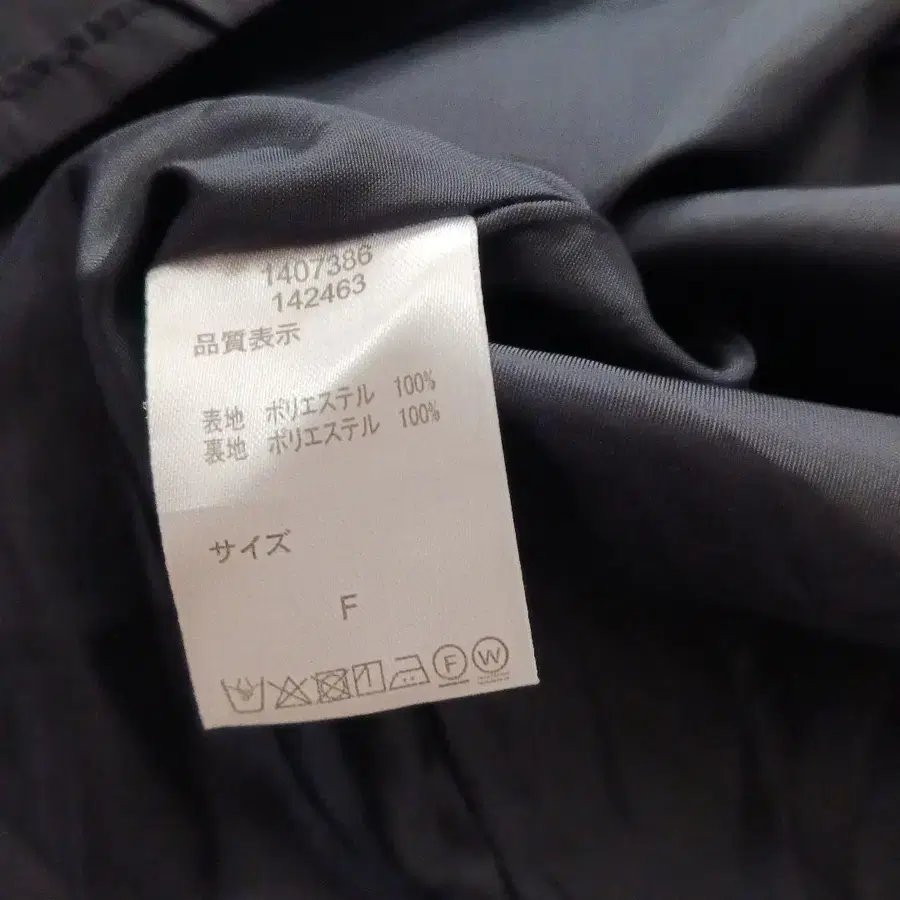 1407386
142463
品質表示
表地 ポリエステル 100%
裏地 ポリエステル 100%
サイズ
F
F W